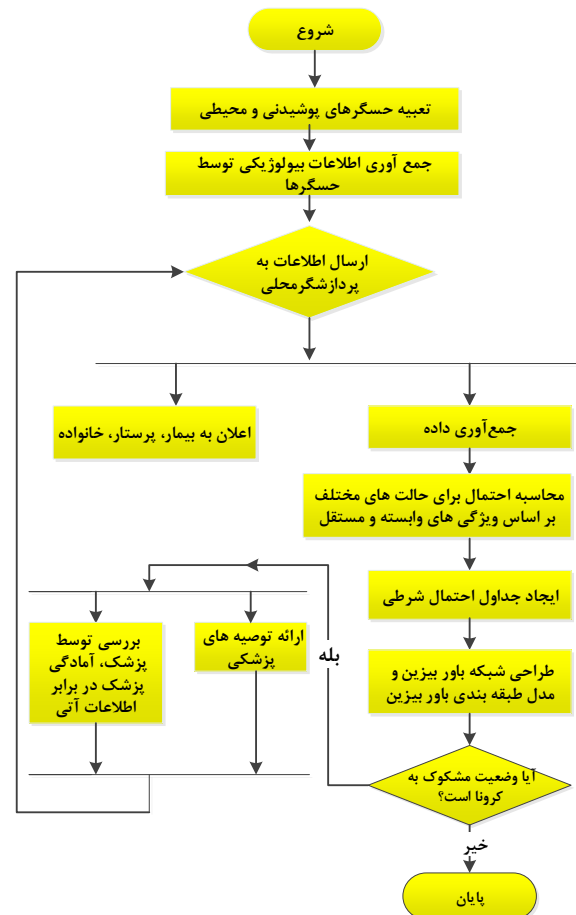 شروع
تعبیه حسگرهای پوشیدنی و محیطی
جمع آوری اطلاعات بیولوژیکی توسط
حسگرها
ارسال اطلاعات به
پردازشگرمحلی
جمع‌آوری داده
اعلان به بیمار، پرستار، خانواده
محاسبه احتمال برای حالت های مختلف
بر اساس ویژگی های وابسته و مستقل
ایجاد جداول احتمال شرطی
طراحی شبکه باور بیزین و
مدل طبقه بندی باور بیزین
آیا وضعیت مشکوک به
کرونا است؟
بله
ارائه توصیه های
پزشکی
بررسی توسط
پزشک، آمادگی
پزشک در برابر
اطلاعات آتی
خیر
پایان